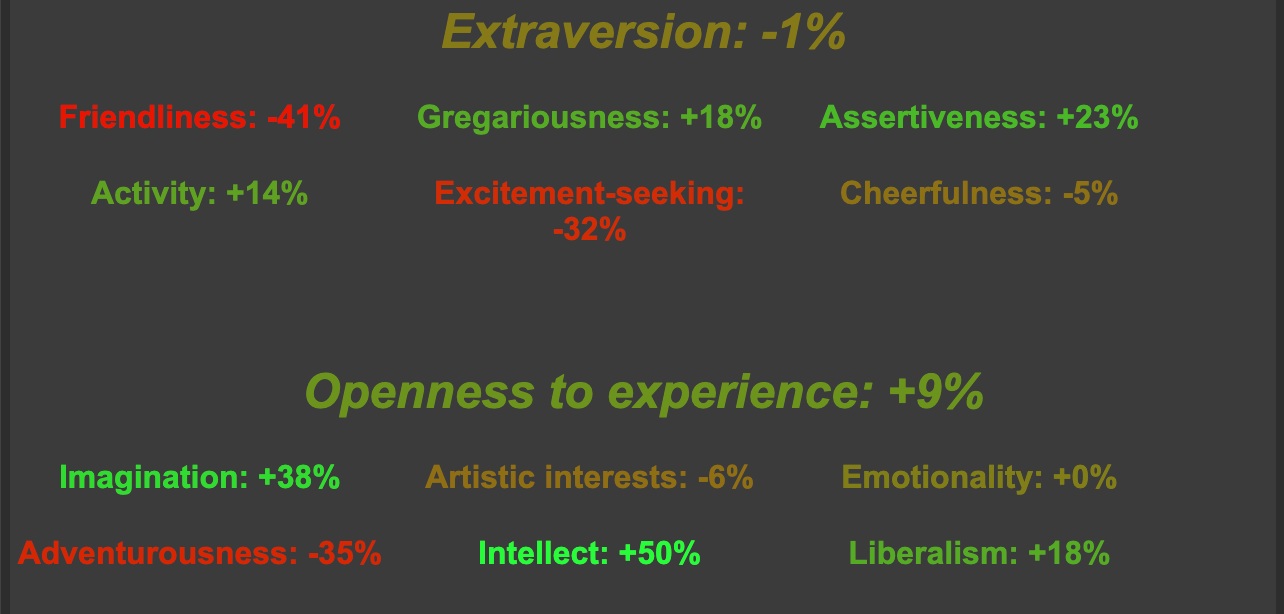 Extraversion: -1%
Friendliness: -41%
Gregariousness: +18%
Assertiveness: +23%
Activity: +14%
Excitement-seeking:
-32%
Cheerfulness: -5%
Openness to experience: +9%
Imagination: +38%
Artistic interests: -6%
Emotionality: +0%
Adventurousness: -35%
Intellect: +50%
Liberalism: +18%